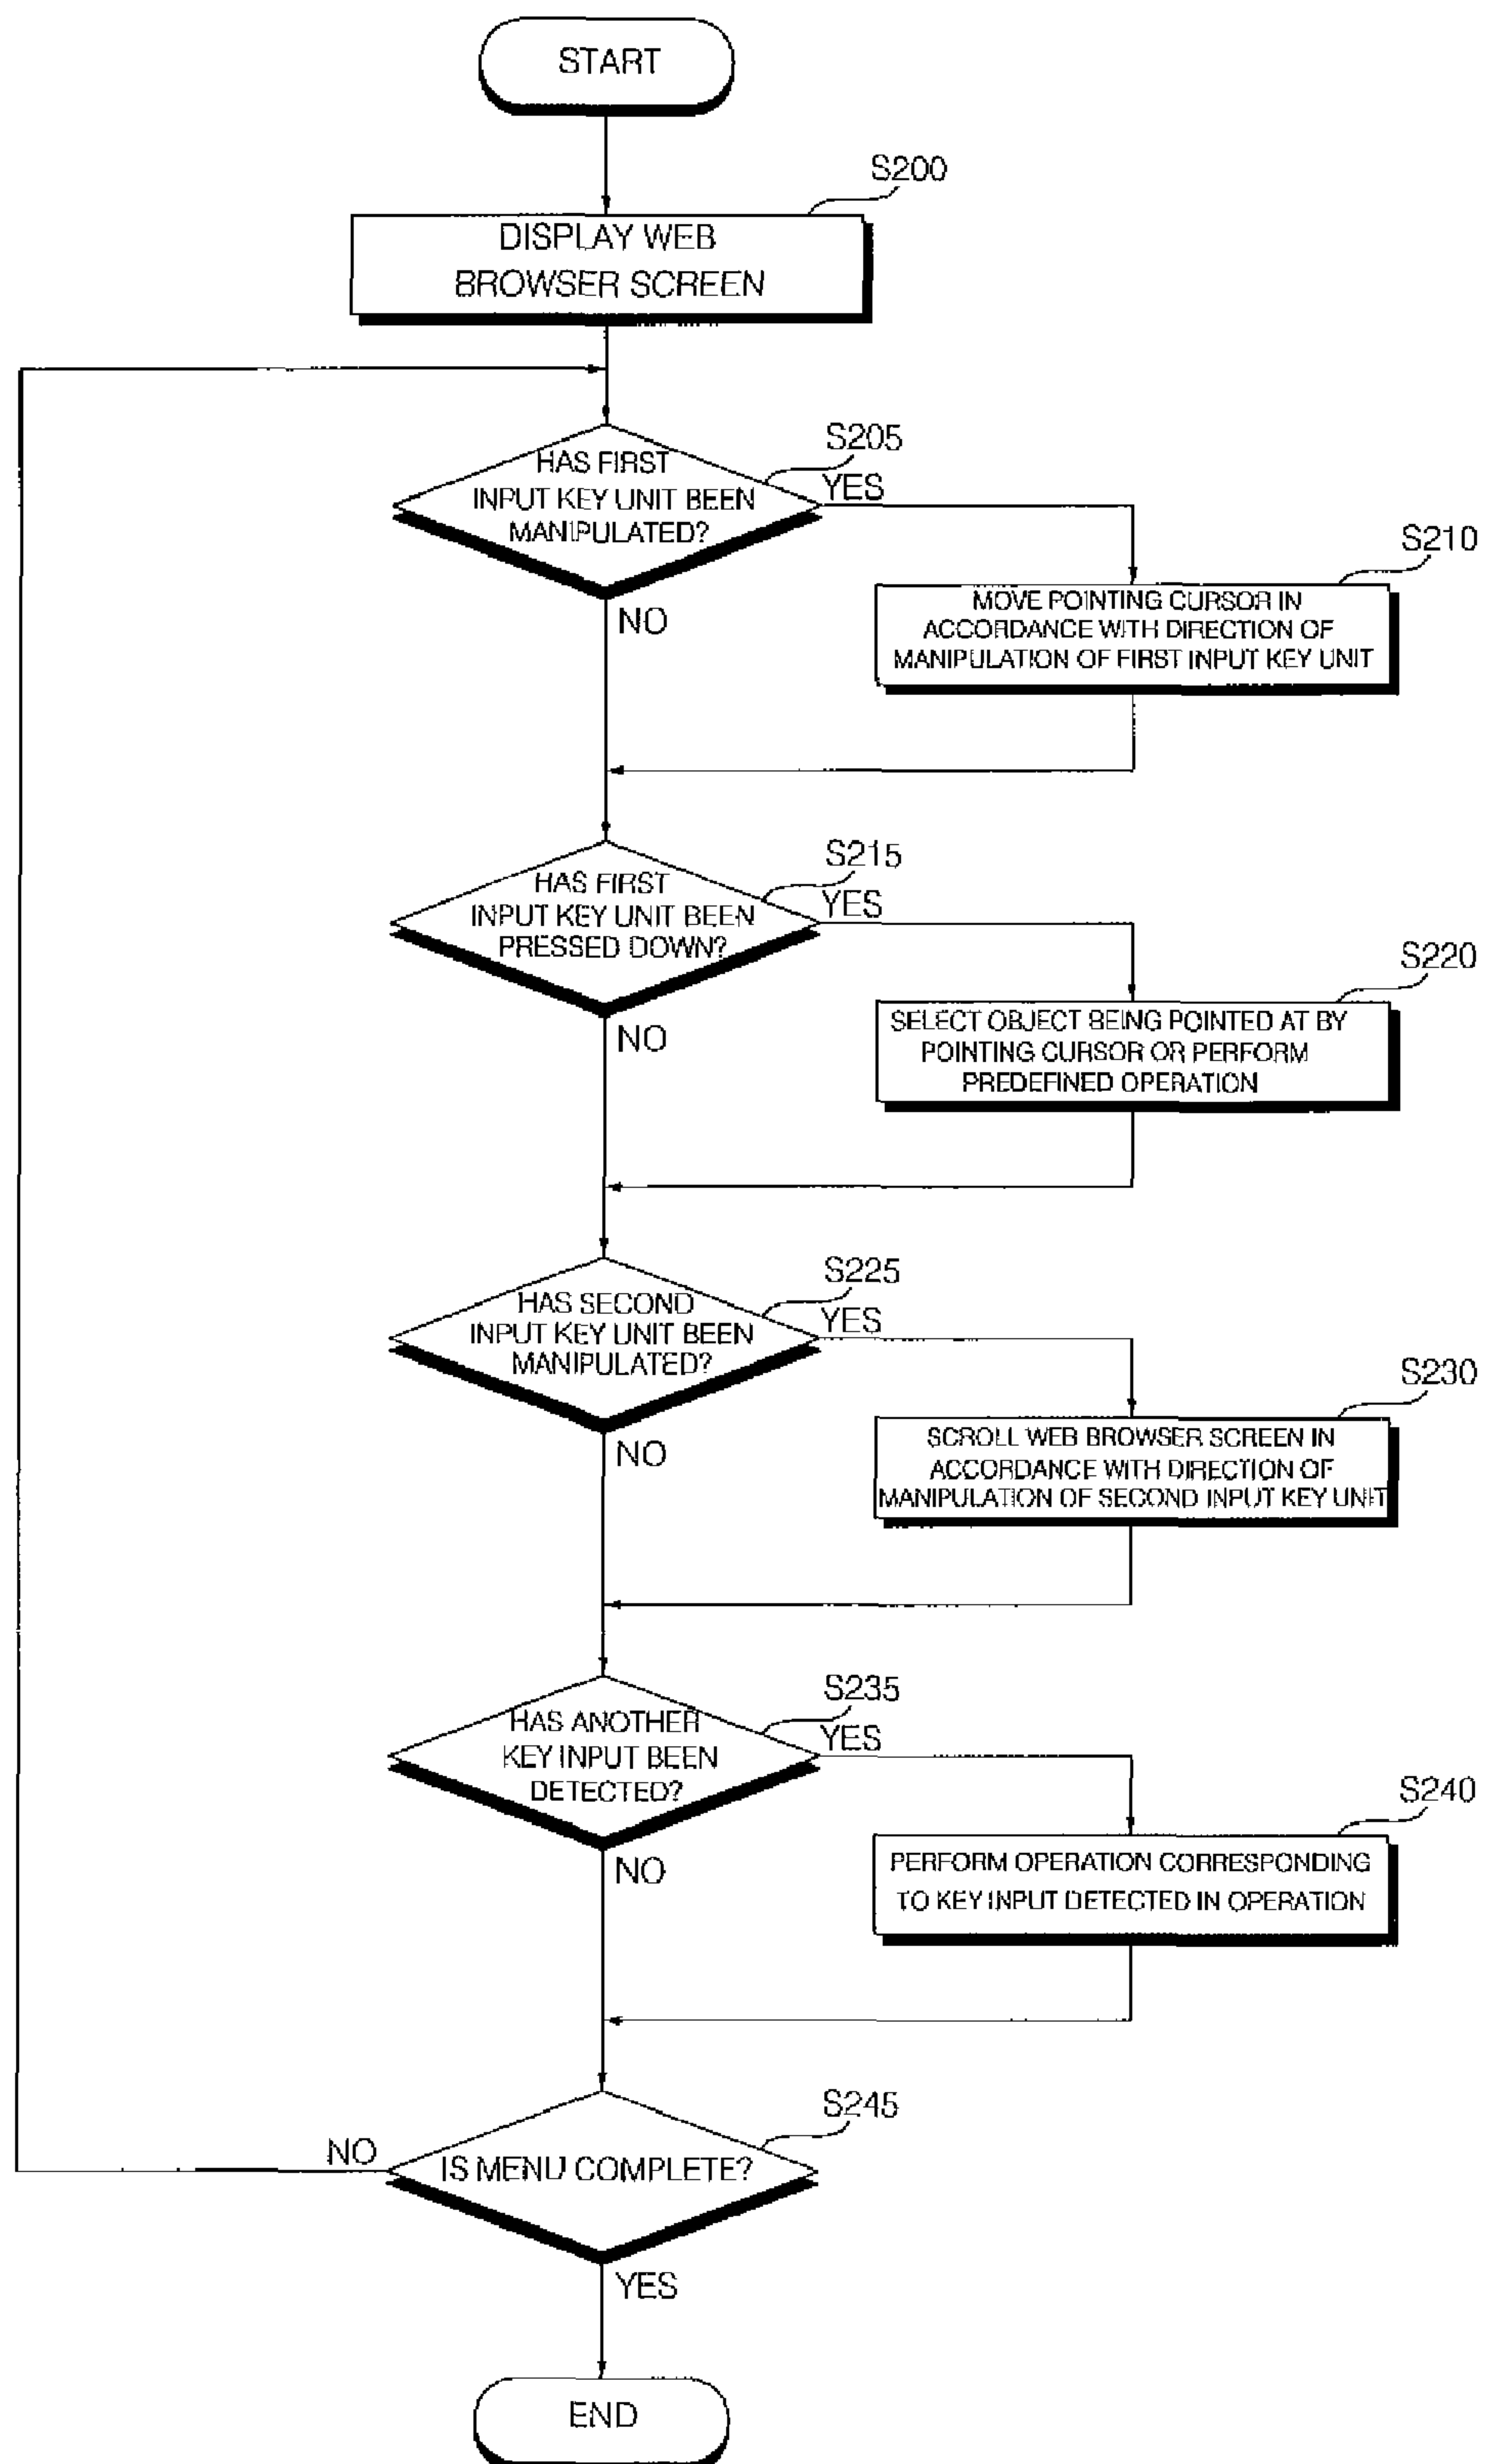 START
S200
DISPLAY WEB
BROWSER SCREEN
S205
HAS FIRST
INPUT KEY UNIT BEEN
MANIPULATED?
YES
NO
S210
MOVE POINTING CURSOR IN
ACCORDANCE WITH DIRECTION OF
MANIPULATION OF FIRST INPUT KEY UNIT
S215
HAS FIRST
INPUT KEY UNIT BEEN
PRESSED DOWN?
YES
NO
S220
SELECT OBJECT BEING POINTED AT BY
POINTING CURSOR OR PERFORM
PREDEFINED OPERATION
S225
HAS SECOND
INPUT KEY UNIT BEEN
MANIPULATED?
YES
NO
S230
SCROLL WEB BROWSER SCREEN IN
ACCORDANCE WITH DIRECTION OF
MANIPULATION OF SECOND INPUT KEY UNIT
S235
HAS ANOTHER
KEY INPUT BEEN
DETECTED?
YES
NO
S240
PERFORM OPERATION CORRESPONDING
TO KEY INPUT DETECTED IN OPERATION
S245
NO
IS MENU COMPLETE?
YES
END